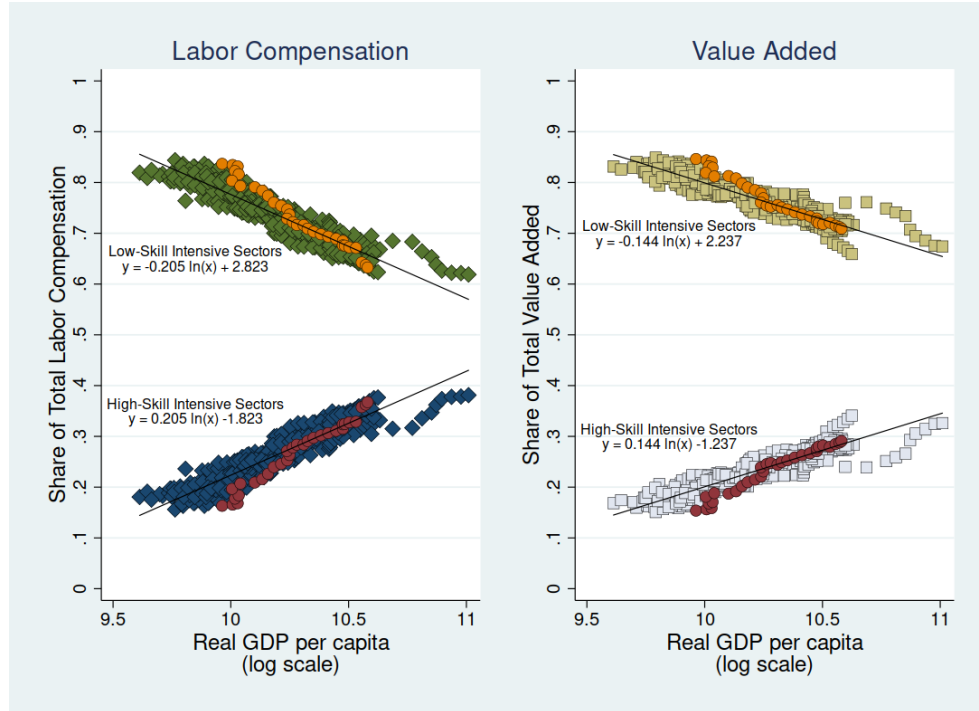 Labor Compensation
Share of Total Labor Compensation
1
.9
.8
.7
.6
.5
.4
.3
.2
.1
0
Low-Skill Intensive Sectors
y = -0.205 ln(x) + 2.823
High-Skill Intensive Sectors
y = 0.205 ln(x) -1.823
9.5 10 10.5 11
Real GDP per capita
(log scale)
Value Added
Share of Total Value Added
1
.9
.8
.7
.6
.5
.4
.3
.2
.1
0
Low-Skill Intensive Sectors
y = -0.144 ln(x) + 2.237
High-Skill Intensive Sectors
y = 0.144 ln(x) -1.237
9.5 10 10.5 11
Real GDP per capita
(log scale)